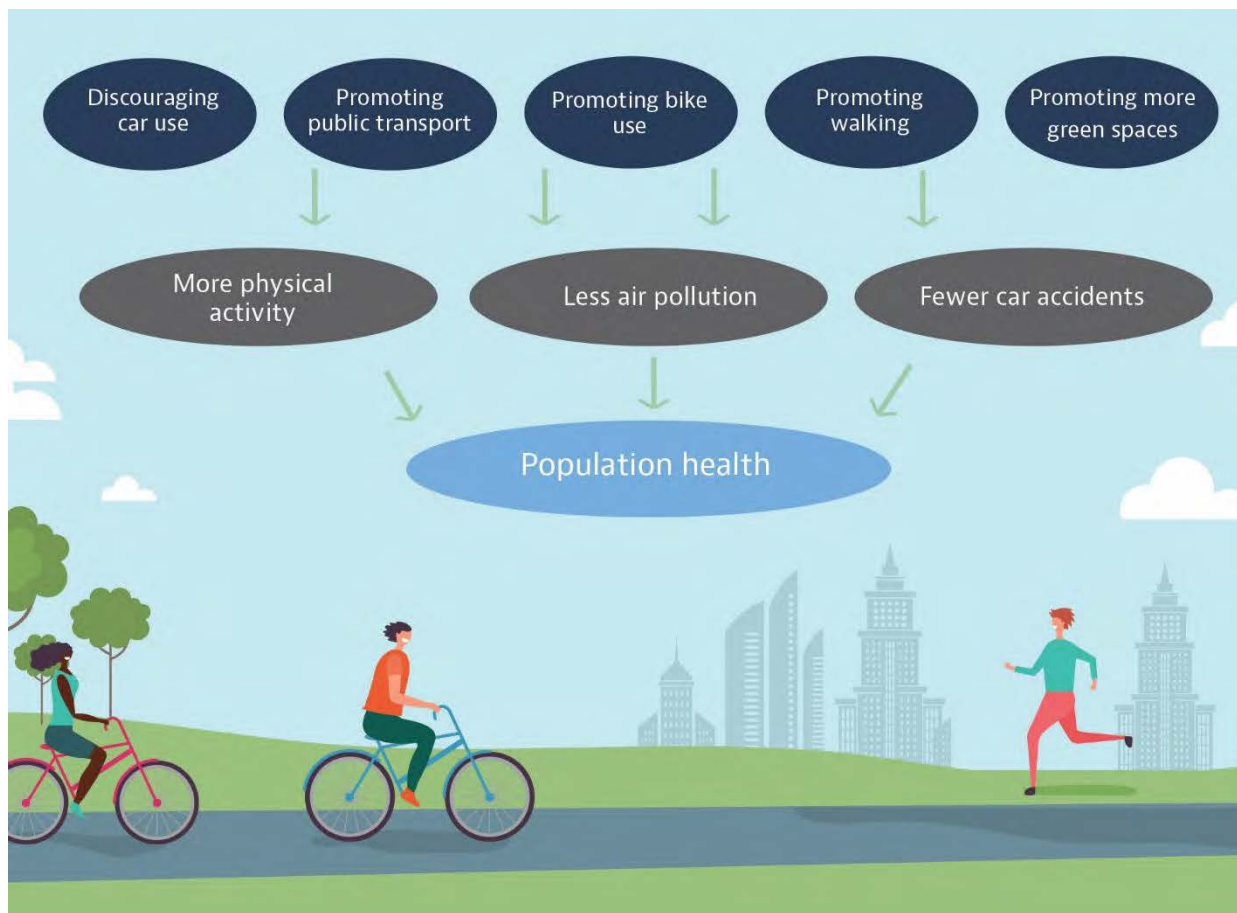 Discouraging
car use
Promoting
public transport
Promoting bike
use
Promoting
walking
Promoting more
green spaces
More physical
activity
Less air pollution
Fewer car accidents
Population health